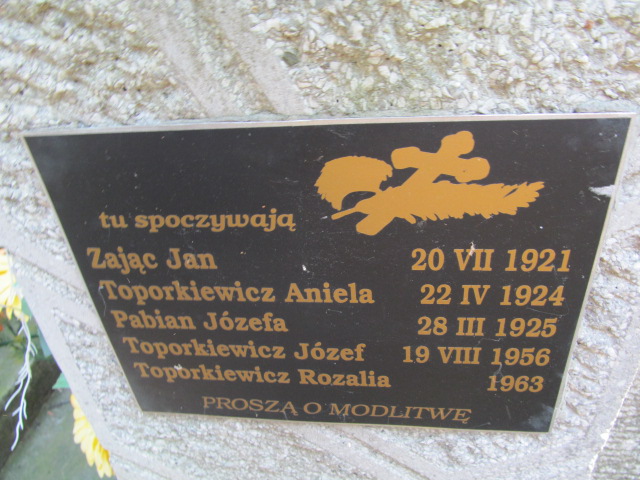 tu spoczywają
Zając Jan 20 VII 1921
Toporkiewicz Aniela 22 IV 1924
Pabian Józefa 28 III 1925
Toporkiewicz Józef 19 VIII 1956
Toporkiewicz Rozalia 1963
PROSZĄ O MODLITWĘ